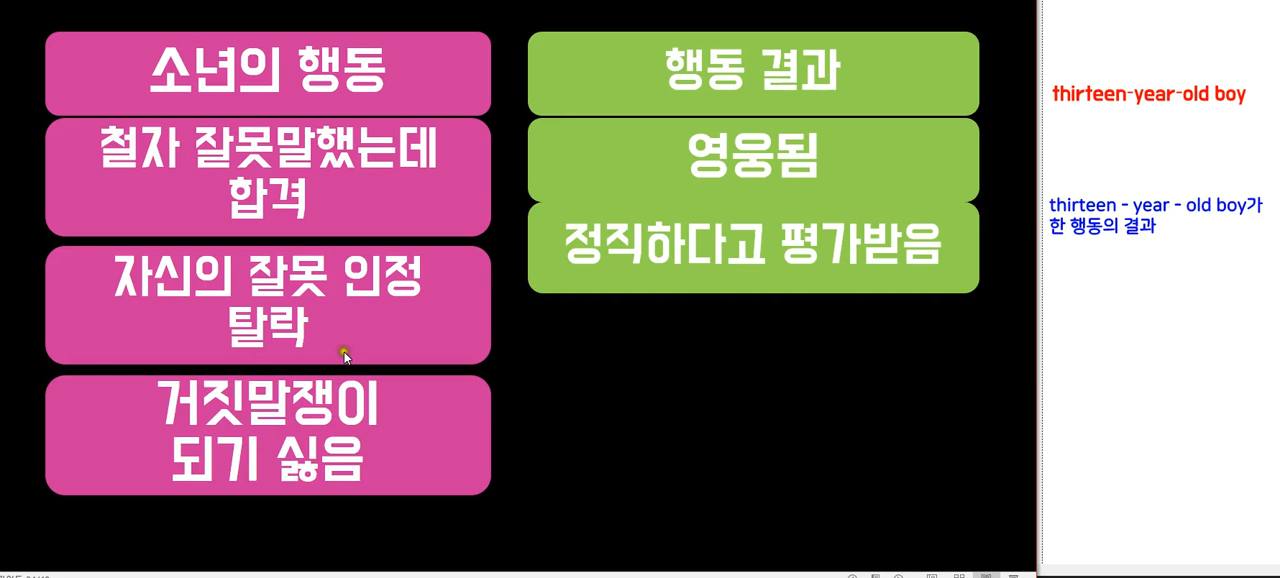 소년의 행동
철자 잘못말했는데
합격
자신의 잘못 인정
탈락
거짓말쟁이
되기 싫음
행동 결과
영웅됨
정직하다고 평가받음
thirteen-year-old boy
thirteen - year - old boy가
한 행동의 결과